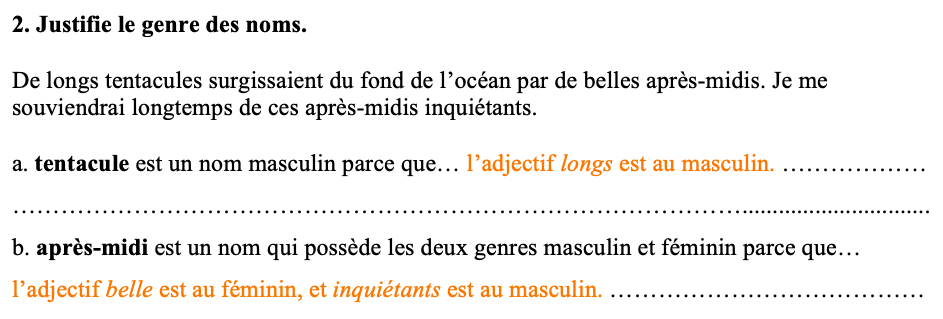 2. Justifie le genre des noms.
De longs tentacules surgissaient du fond de l’océan par de belles après-midis. Je me
souviendrai longtemps de ces après-midis inquiétants.
a. tentacule est un nom masculin parce que… l’adjectif longs est au masculin. ………………
……………………………………………………………………………………...............................
b. après-midi est un nom qui possède les deux genres masculin et féminin parce que…
l’adjectif belle est au féminin, et inquiétants est au masculin. …………………………………